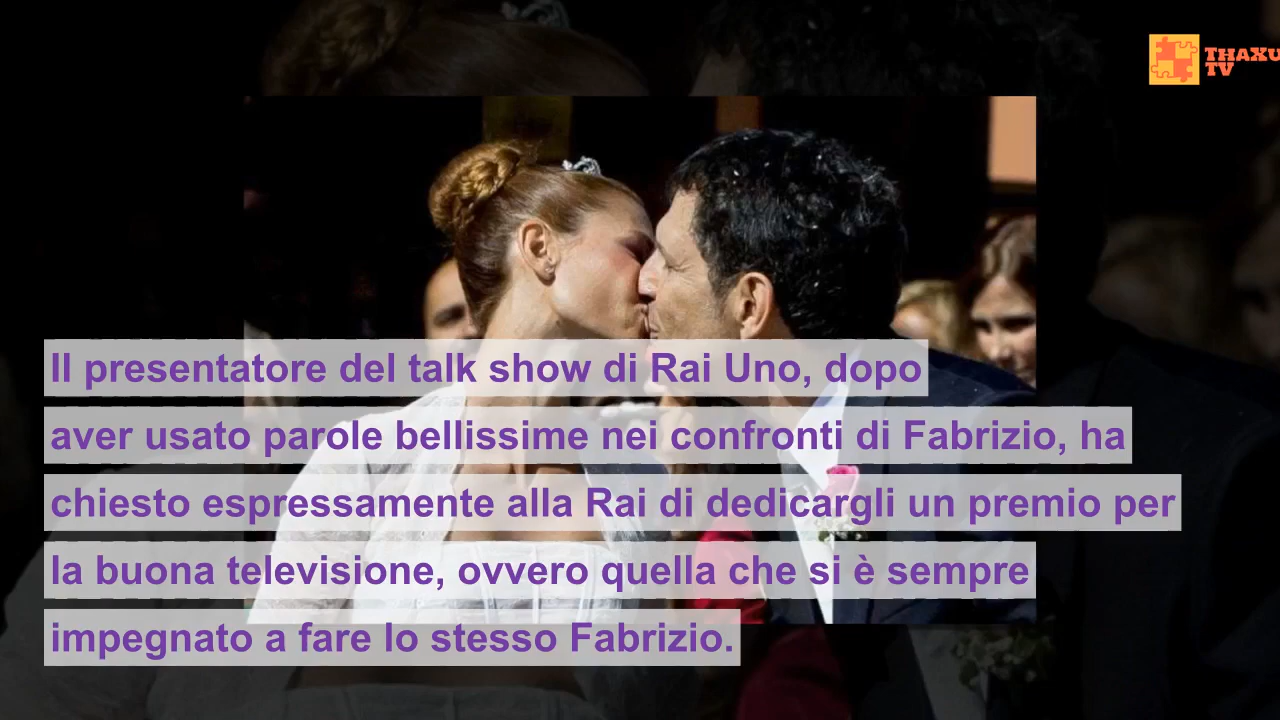 THAXU
TV
Il presentatore del talk show di Rai Uno, dopo
aver usato parole bellissime nei confronti di Fabrizio, ha
chiesto espressamente alla Rai di dedicargli un premio per
la buona televisione, ovvero quella che si è sempre
impegnato a fare lo stesso Fabrizio.